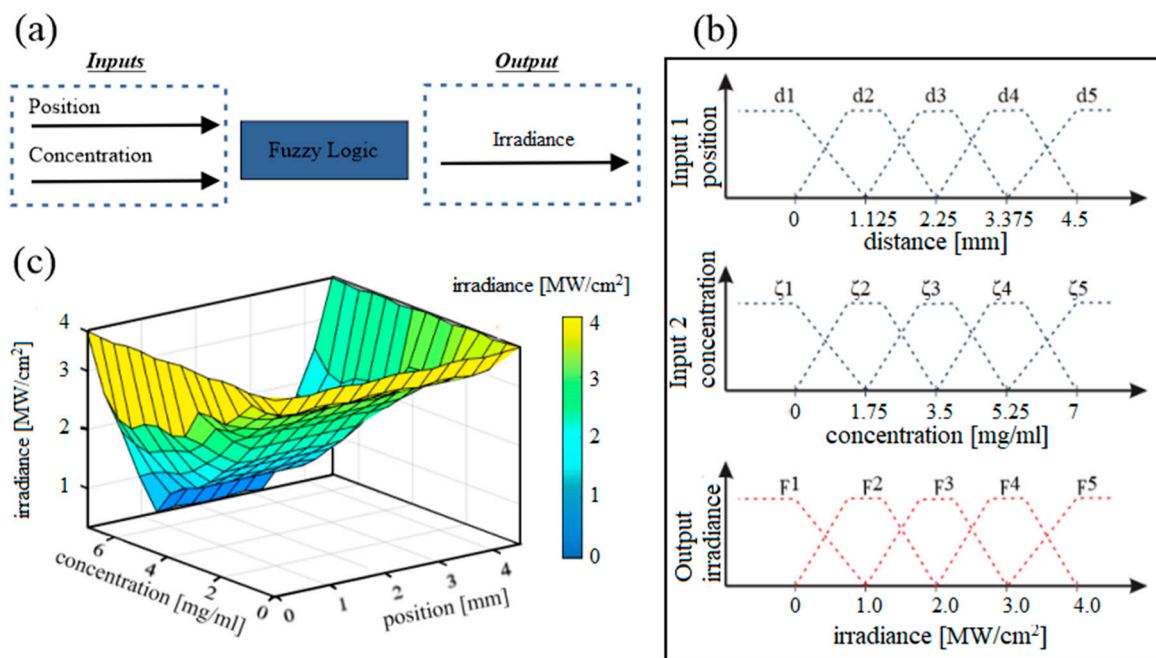 (a)
Inputs
Output
Position
Concentration
Fuzzy Logic
Irradiance
(b)
Input 1
position
d1 d2 d3 d4 d5
0 1.125 2.25 3.375 4.5
distance [mm]
Input 2
concentration
ζ1 ζ2 ζ3 ζ4 ζ5
0 1.75 3.5 5.25 7
concentration [mg/ml]
Output
irradiance
F1 F2 F3 F4 F5
0 1.0 2.0 3.0 4.0
irradiance [MW/cm²]
(c)
irradiance [MW/cm²]
4
3
2
1
irradiance [MW/cm²]
6 4 2 0
concentration [mg/ml]
0 1 2 3 4
position [mm]
4
3
2
1
0